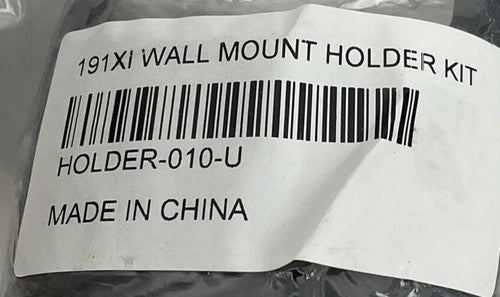 191XI WALL MOUNT HOLDER KIT
HOLDER-010-U
MADE IN CHINA